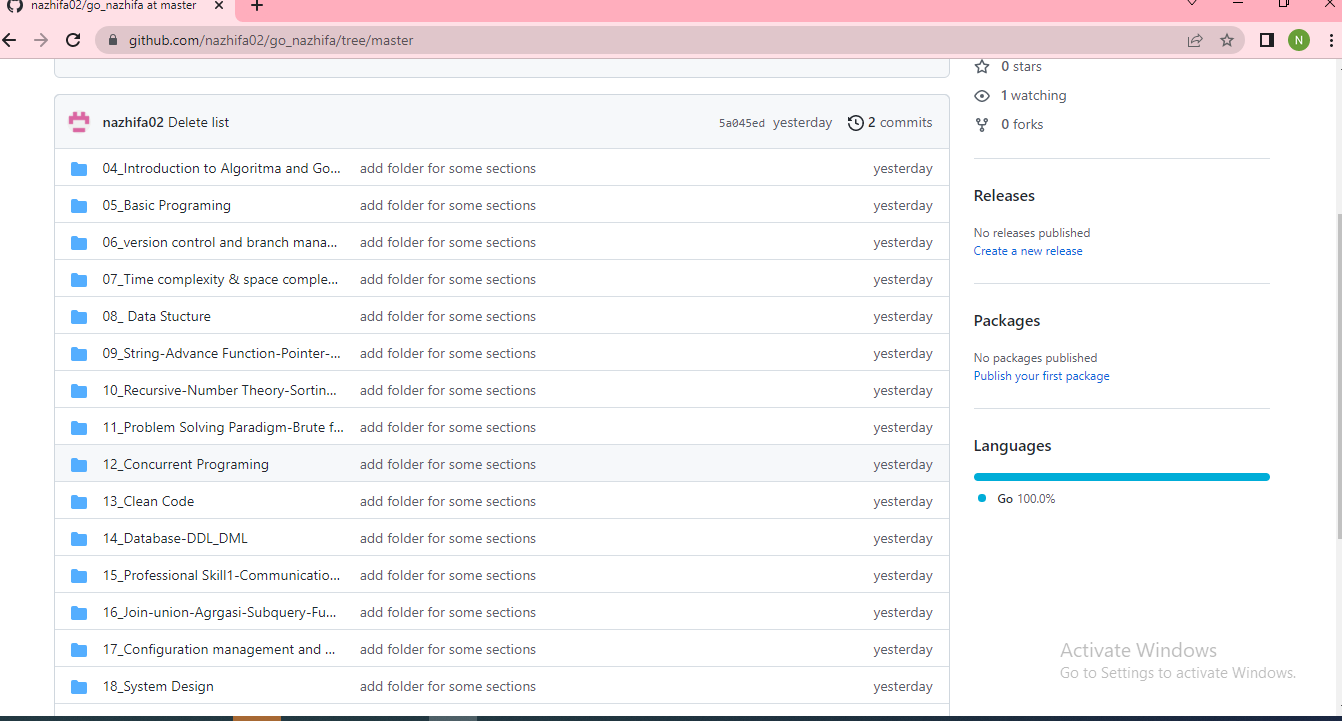 nazhifa02/go_nazhifa at master
github.com/nazhifa02/go_nazhifa/tree/master
N
0 stars
1 watching
0 forks
nazhifa02 Delete list 5a045ed yesterday 2 commits
04_Introduction to Algoritma and Go... add folder for some sections yesterday
05_Basic Programing add folder for some sections yesterday
06_version control and branch mana... add folder for some sections yesterday
07_Time complexity & space comple... add folder for some sections yesterday
08_ Data Stucture add folder for some sections yesterday
09_String-Advance Function-Pointer-... add folder for some sections yesterday
10_Recursive-Number Theory-Sortin... add folder for some sections yesterday
11_Problem Solving Paradigm-Brute f... add folder for some sections yesterday
12_Concurrent Programing add folder for some sections yesterday
13_Clean Code add folder for some sections yesterday
14_Database-DDL_DML add folder for some sections yesterday
15_Professional Skill1-Communicatio... add folder for some sections yesterday
16_Join-union-Agrgasi-Subquery-Fu... add folder for some sections yesterday
17_Configuration management and ... add folder for some sections yesterday
18_System Design add folder for some sections yesterday
Releases
No releases published
Create a new release
Packages
No packages published
Publish your first package
Languages
Go 100.0%
Activate Windows
Go to Settings to activate Windows.